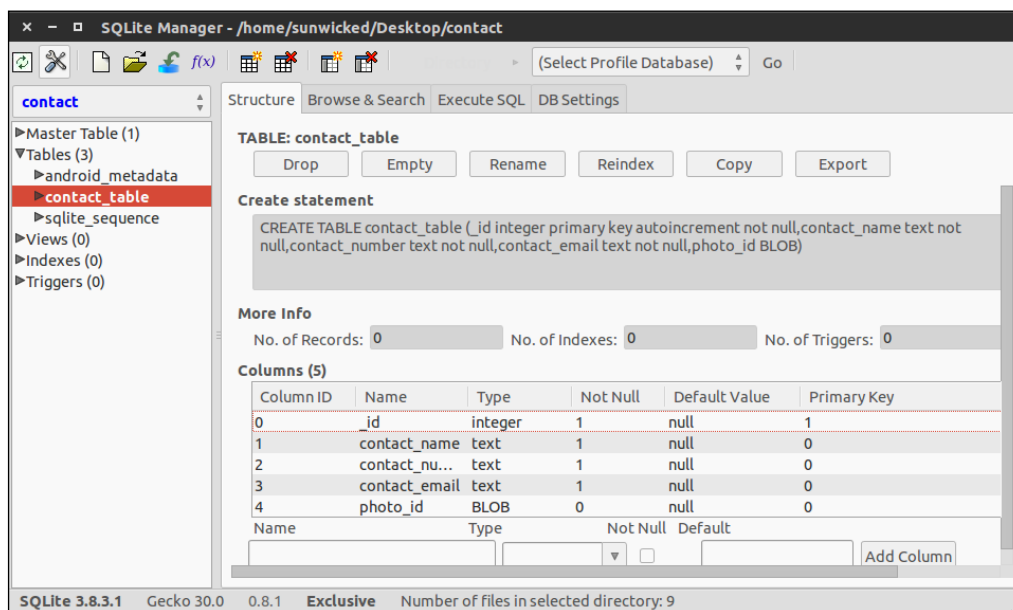 SQLite Manager - /home/sunwicked/Desktop/contact
f(x) (Select Profile Database) Go
contact
Structure Browse & Search Execute SQL DB Settings
Master Table (1)
Tables (3)
android_metadata
contact_table
sqlite_sequence
Views (0)
Indexes (0)
Triggers (0)
TABLE: contact_table
Drop Empty Rename Reindex Copy Export
Create statement
CREATE TABLE contact_table (_id integer primary key autoincrement not null,contact_name text not
null,contact_number text not null,contact_email text not null,photo_id BLOB)
More Info
No. of Records: 0 No. of Indexes: 0 No. of Triggers: 0
Columns (5)
Column ID Name Type Not Null Default Value Primary Key
0 _id integer 1 null 1
1 contact_name text 1 null 0
2 contact_nu... text 1 null 0
3 contact_email text 1 null 0
4 photo_id BLOB 0 null 0
Name Type Not Null Default
Add Column
SQLite 3.8.3.1 Gecko 30.0 0.8.1 Exclusive Number of files in selected directory: 9